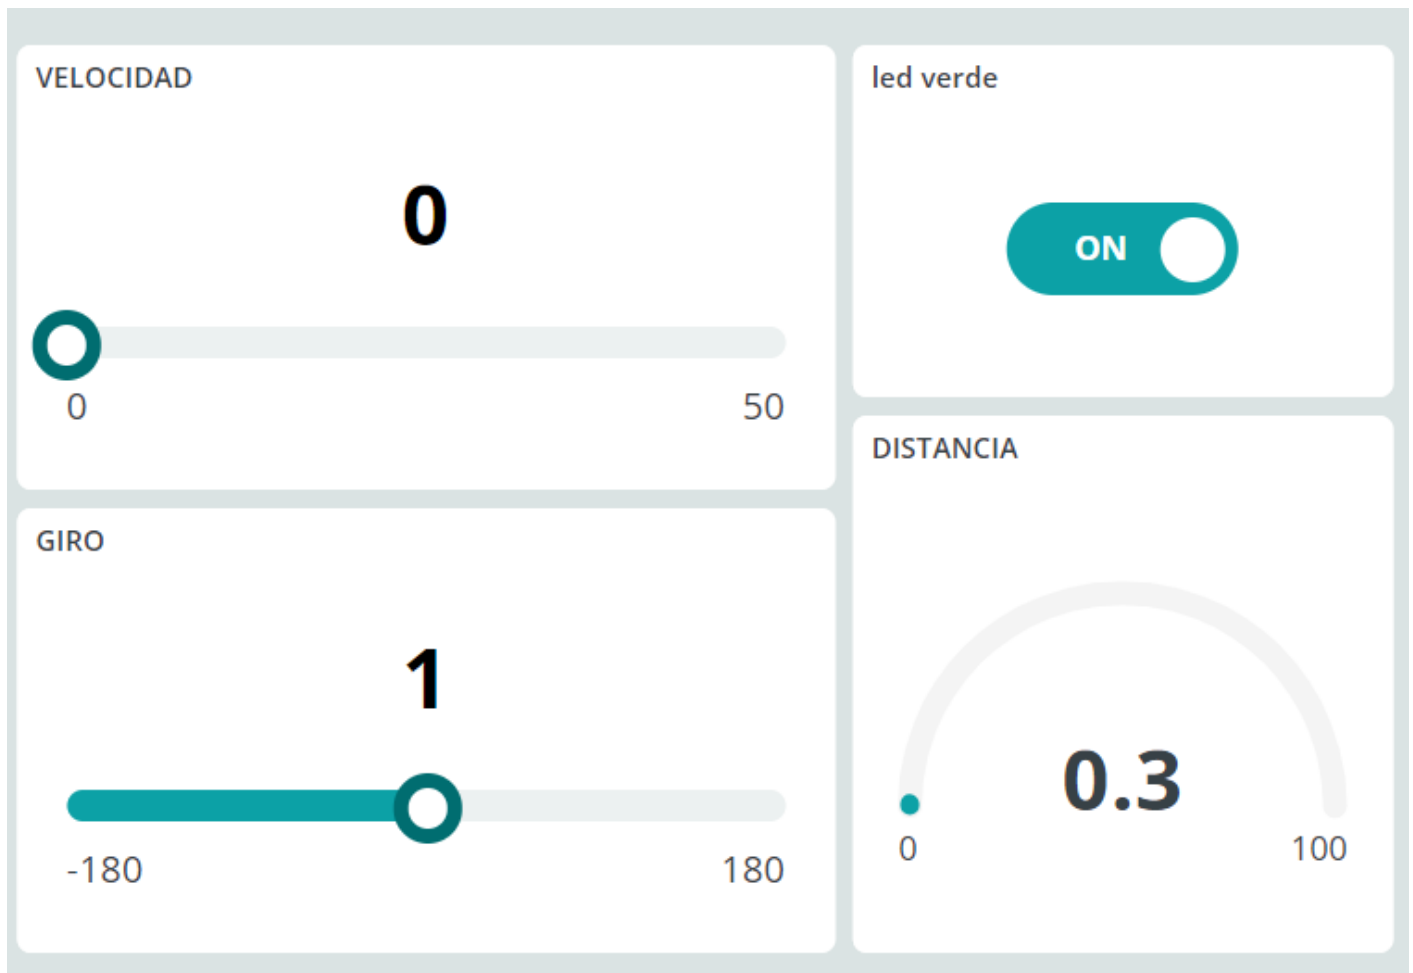 VELOCIDAD
0
0 50
led verde
ON
GIRO
1
-180 180
DISTANCIA
0.3
0 100